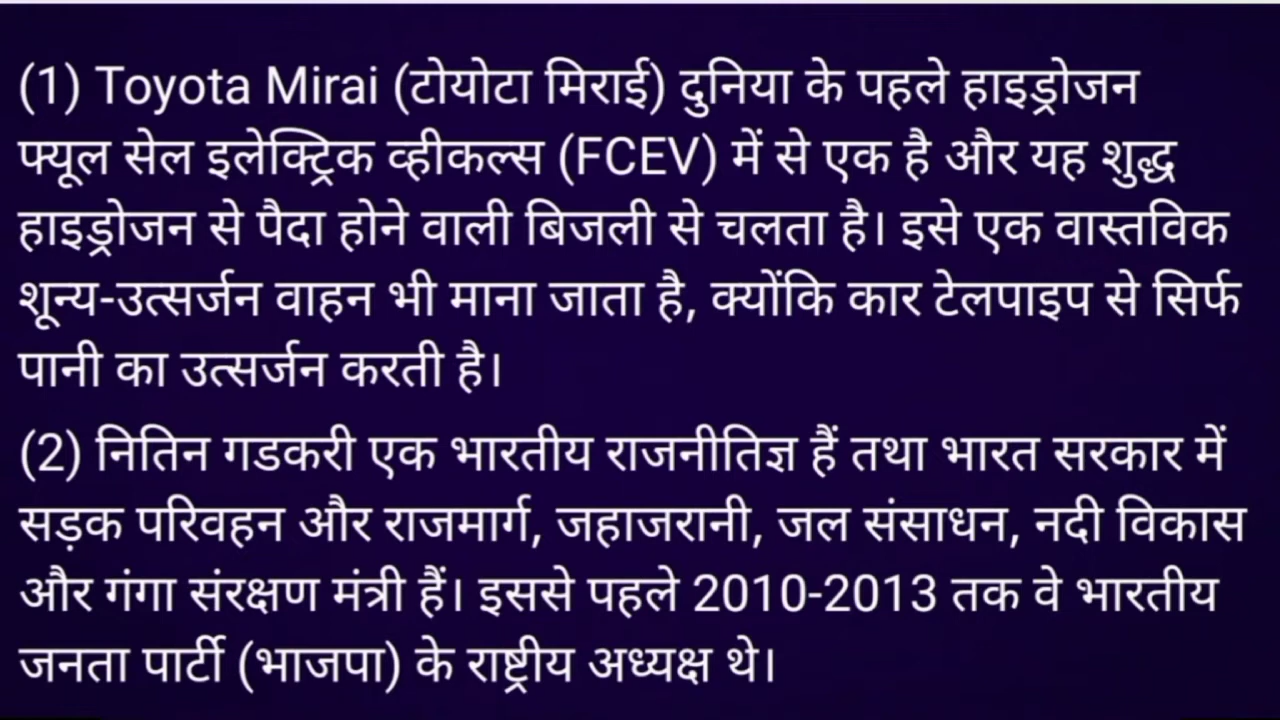 (1) Toyota Mirai (टोयोटा मिराई) दुनिया के पहले हाइड्रोजन
फ्यूल सेल इलेक्ट्रिक व्हीकल्स (FCEV) में से एक है और यह शुद्ध
हाइड्रोजन से पैदा होने वाली बिजली से चलता है। इसे एक वास्तविक
शून्य-उत्सर्जन वाहन भी माना जाता है, क्योंकि कार टेलपाइप से सिर्फ
पानी का उत्सर्जन करती है।
(2) नितिन गडकरी एक भारतीय राजनीतिज्ञ हैं तथा भारत सरकार में
सड़क परिवहन और राजमार्ग, जहाजरानी, जल संसाधन, नदी विकास
और गंगा संरक्षण मंत्री हैं। इससे पहले 2010-2013 तक वे भारतीय
जनता पार्टी (भाजपा) के राष्ट्रीय अध्यक्ष थे।